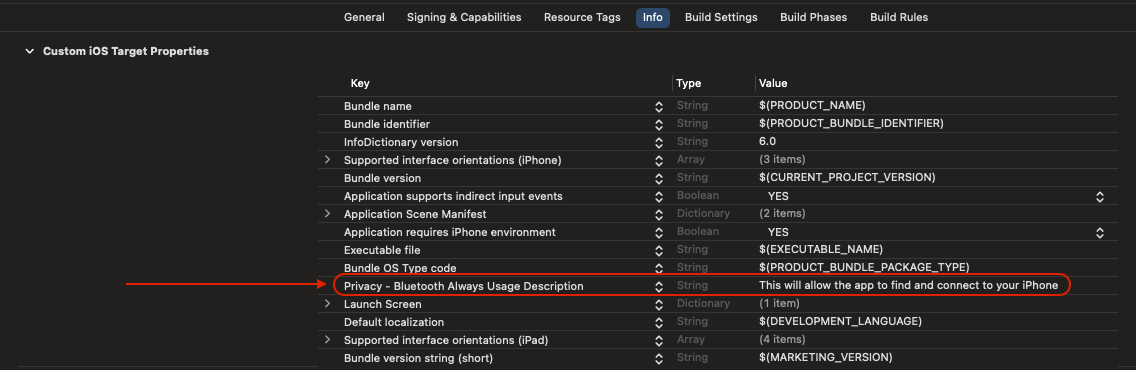 General Signing & Capabilities Resource Tags Info Build Settings Build Phases Build Rules
Custom iOS Target Properties
Key Type Value
Bundle name String $(PRODUCT_NAME)
Bundle identifier String $(PRODUCT_BUNDLE_IDENTIFIER)
InfoDictionary version String 6.0
Supported interface orientations (iPhone) Array (3 items)
Bundle version String $(CURRENT_PROJECT_VERSION)
Application supports indirect input events Boolean YES
Application Scene Manifest Dictionary (2 items)
Application requires iPhone environment Boolean YES
Executable file String $(EXECUTABLE_NAME)
Bundle OS Type code String $(PRODUCT_BUNDLE_PACKAGE_TYPE)
Privacy - Bluetooth Always Usage Description String This will allow the app to find and connect to your iPhone
Launch Screen Dictionary (1 item)
Default localization String $(DEVELOPMENT_LANGUAGE)
Supported interface orientations (iPad) Array (4 items)
Bundle version string (short) String $(MARKETING_VERSION)